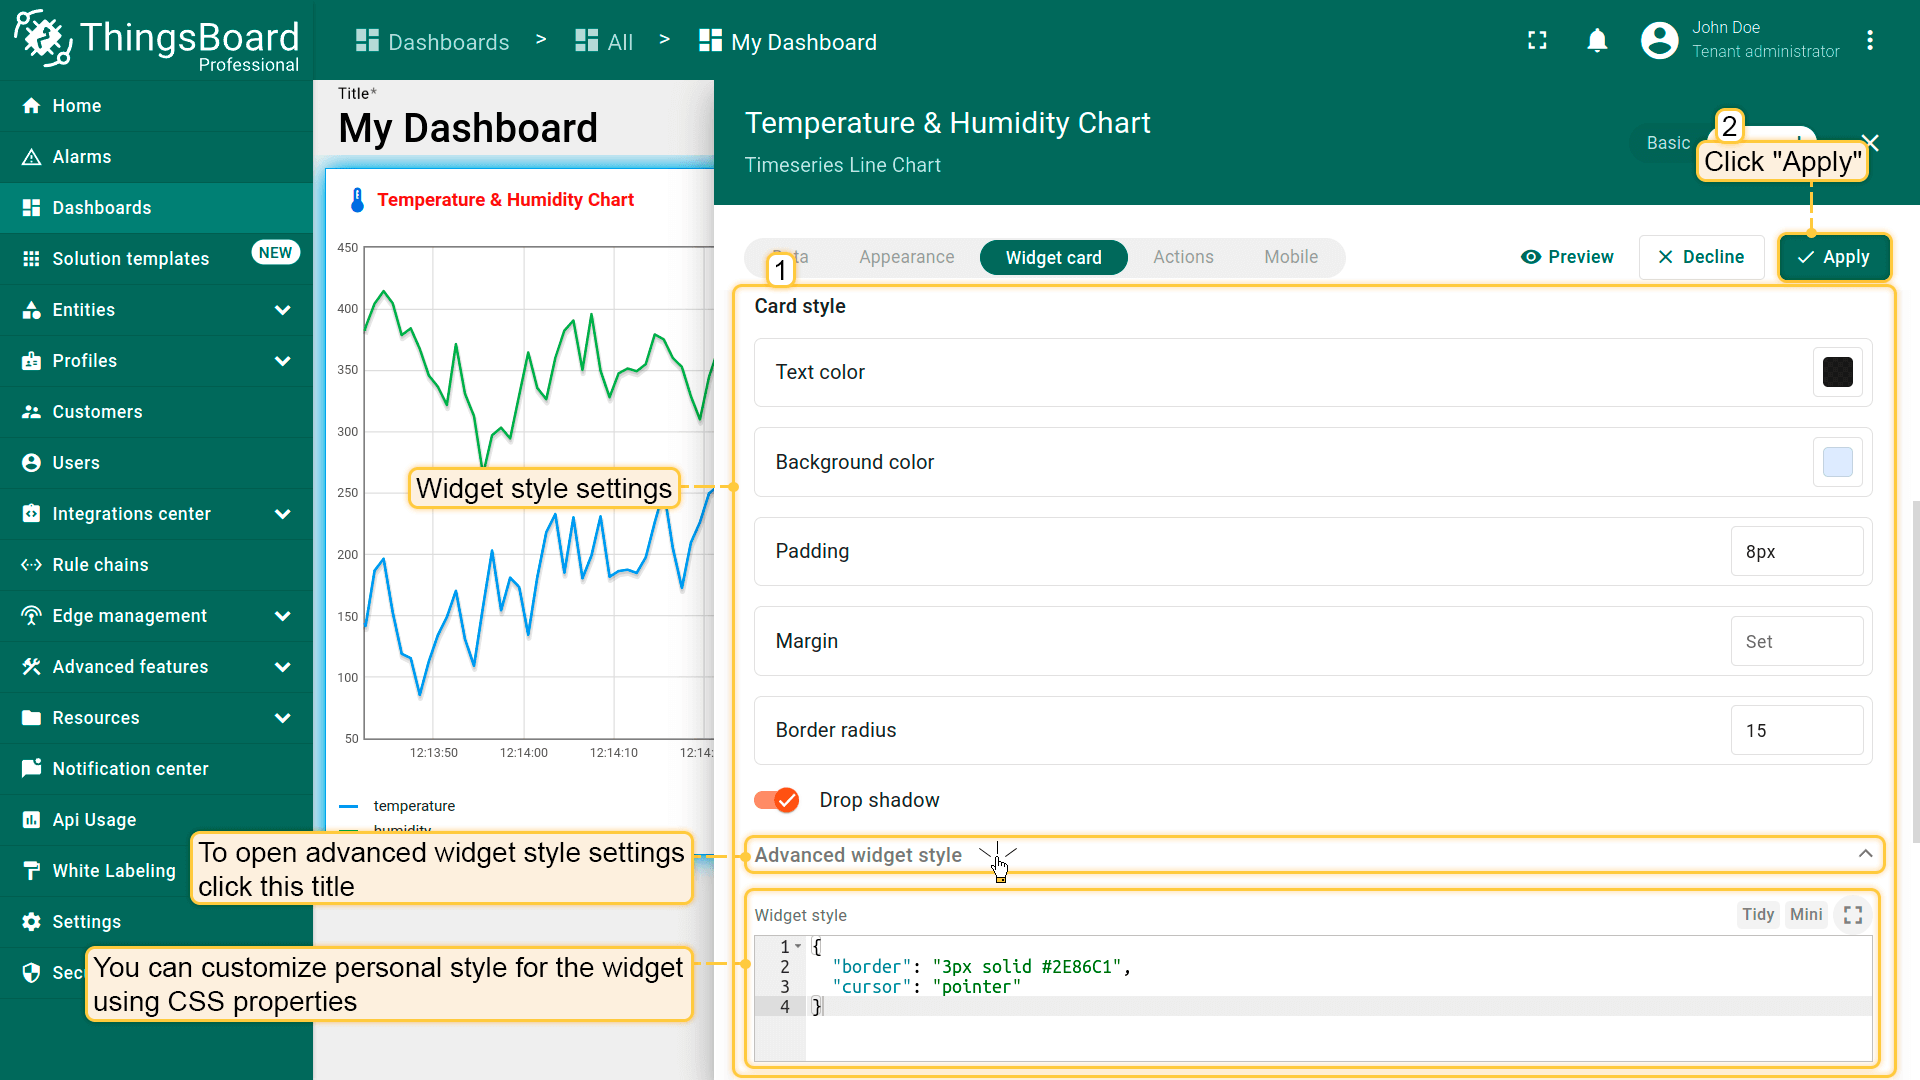 ThingsBoard
Professional
Dashboards > All > My Dashboard
John Doe
Tenant administrator
Home
Alarms
Dashboards
Solution templates
NEW
Entities
Profiles
Customers
Users
Integrations center
Rule chains
Edge management
Advanced features
Resources
Notification center
Api Usage
White Labeling
Settings
Sec
Title*
My Dashboard
Temperature & Humidity Chart
450
400
350
300
250
200
150
100
50
12:13:50
12:14:00
12:14:10
12:14:
temperature
humidity
Widget style settings
To open advanced widget style settings
click this title
You can customize personal style for the widget
using CSS properties
Temperature & Humidity Chart
Timeseries Line Chart
Basic
2
Click "Apply"
1
ta
Appearance
Widget card
Actions
Mobile
Preview
Decline
Apply
Card style
Text color
Background color
Padding
8px
Margin
Set
Border radius
15
Drop shadow
Advanced widget style
Widget style
Tidy
Mini
1 {
2 "border": "3px solid #2E86C1",
3 "cursor": "pointer"
4 }